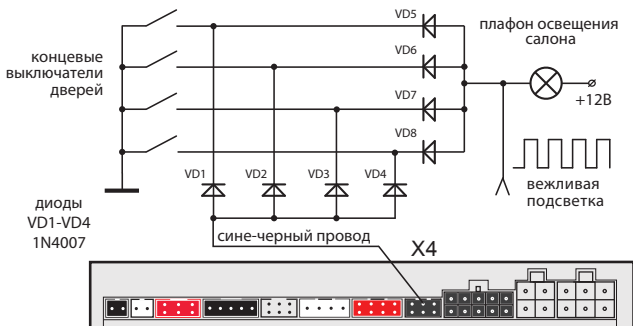 VD5
плафон освещения
салона
концевые
выключатели
дверей
VD6
+12В
VD7
VD8
VD1
VD2
VD3
VD4
вежливая
подсветка
диоды
VD1-VD4
1N4007
сине-черный провод
X4